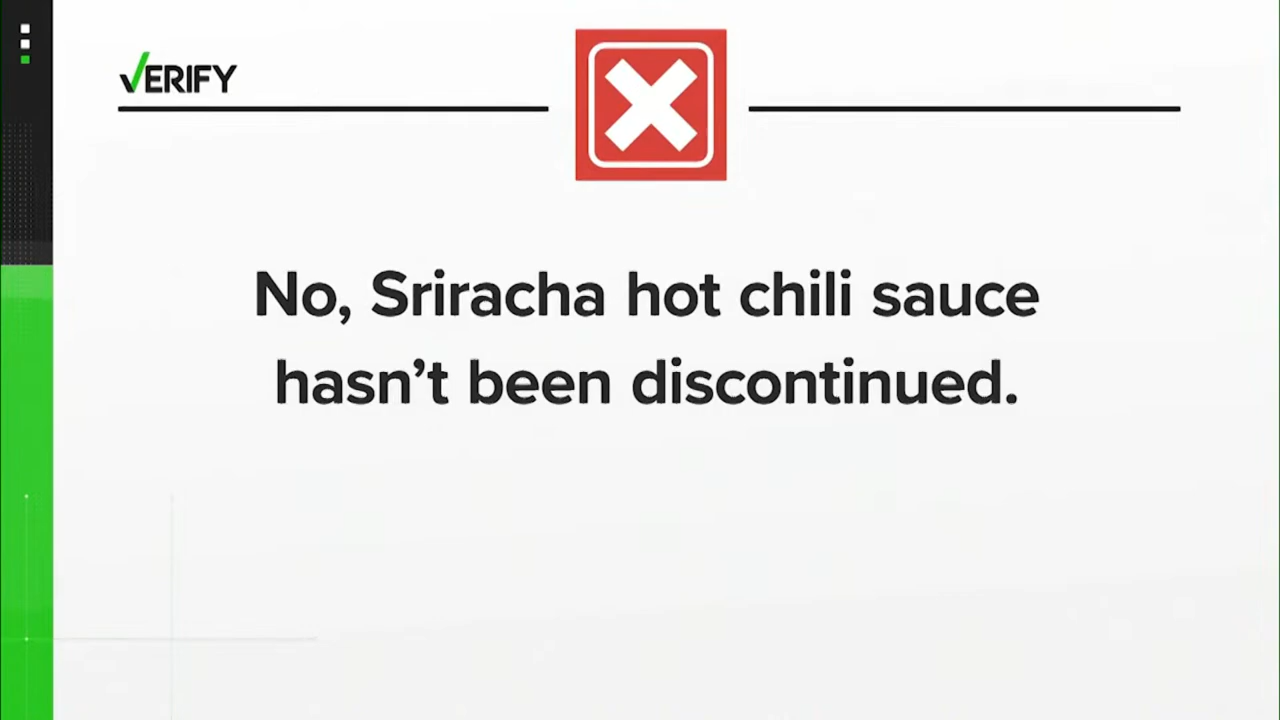 VERIFY
No, Sriracha hot chili sauce
hasn’t been discontinued.